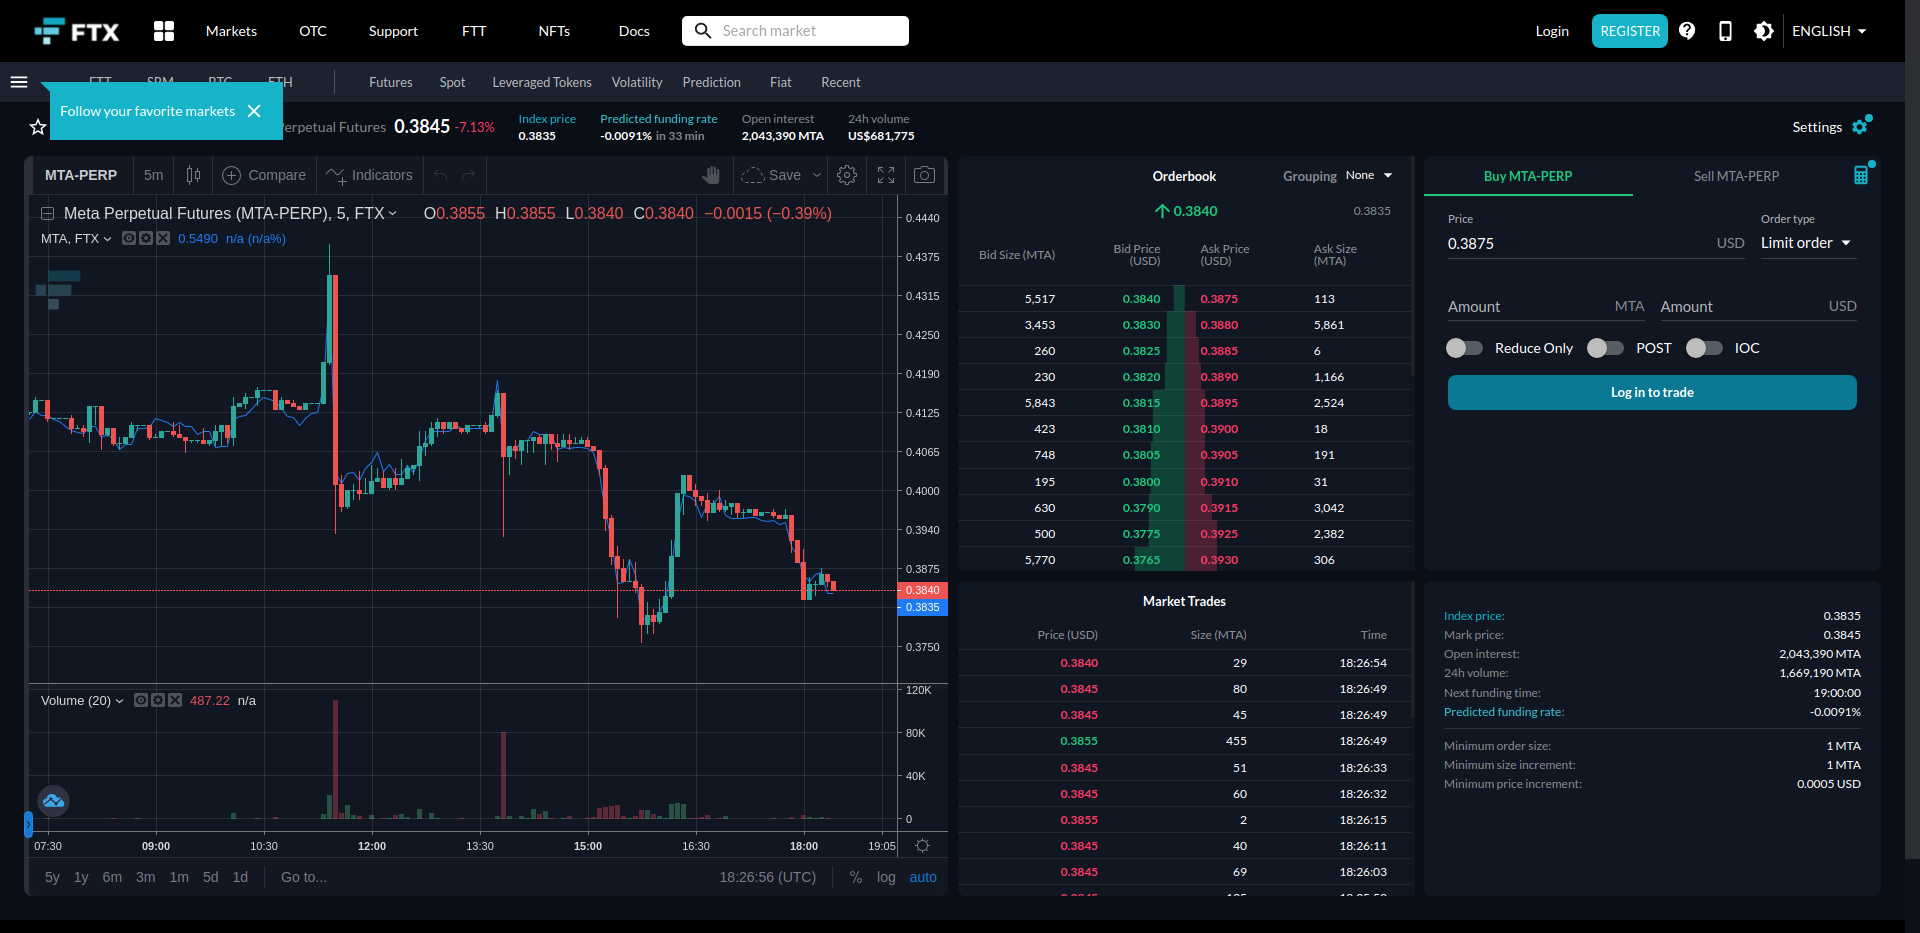 FTX
Markets
OTC
Support
FTT
NFTs
Docs
Search market
Login
REGISTER
ENGLISH
FTT SRM BTC ETH
Futures
Spot
Leveraged Tokens
Volatility
Prediction
Fiat
Recent
Follow your favorite markets
Perpetual Futures
0.3845 -7.13%
Index price
0.3835
Predicted funding rate
-0.0091% in 33 min
Open interest
2,043,390 MTA
24h volume
US$681,775
Settings
MTA-PERP
5m
Compare
Indicators
Save
Meta Perpetual Futures (MTA-PERP), 5, FTX
O0.3855 H0.3855 L0.3840 C0.3840 −0.0015 (−0.39%)
MTA, FTX
0.5490 n/a (n/a%)
0.4440
0.4375
0.4315
0.4250
0.4190
0.4125
0.4065
0.4000
0.3940
0.3875
0.3840
0.3835
0.3750
Volume (20)
487.22 n/a
120K
80K
40K
0
07:30 09:00 10:30 12:00 13:30 15:00 16:30 18:00 19:05
5y 1y 6m 3m 1m 5d 1d
Go to...
18:26:56 (UTC)
% log auto
Orderbook
Grouping None
0.3840
0.3835
Bid Size (MTA)
Bid Price (USD)
Ask Price (USD)
Ask Size (MTA)
5,517 0.3840 0.3875 113
3,453 0.3830 0.3880 5,861
260 0.3825 0.3885 6
230 0.3820 0.3890 1,166
5,843 0.3815 0.3895 2,524
423 0.3810 0.3900 18
748 0.3805 0.3905 191
195 0.3800 0.3910 31
630 0.3790 0.3915 3,042
500 0.3775 0.3925 2,382
5,770 0.3765 0.3930 306
Market Trades
Price (USD) Size (MTA) Time
0.3840 29 18:26:54
0.3845 80 18:26:49
0.3845 45 18:26:49
0.3855 455 18:26:49
0.3845 51 18:26:33
0.3845 60 18:26:32
0.3855 2 18:26:15
0.3845 40 18:26:11
0.3845 69 18:26:03
Buy MTA-PERP
Sell MTA-PERP
Price
0.3875 USD
Order type
Limit order
Amount MTA
Amount USD
Reduce Only
POST
IOC
Log in to trade
Index price: 0.3835
Mark price: 0.3845
Open interest: 2,043,390 MTA
24h volume: 1,669,190 MTA
Next funding time: 19:00:00
Predicted funding rate: -0.0091%
Minimum order size: 1 MTA
Minimum size increment: 1 MTA
Minimum price increment: 0.0005 USD